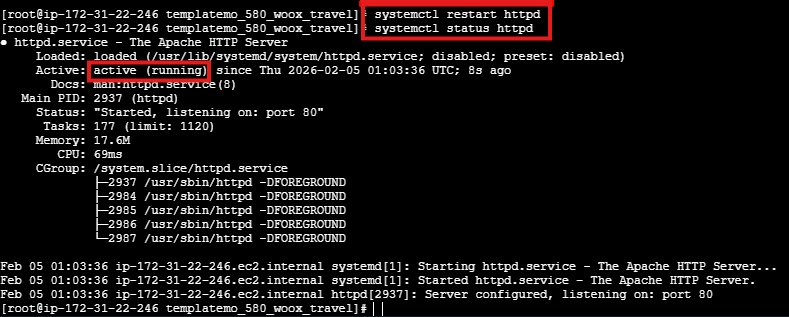 [root@ip-172-31-22-246 templatemo_580_woox_travel]# systemctl restart httpd
[root@ip-172-31-22-246 templatemo_580_woox_travel]# systemctl status httpd
● httpd.service - The Apache HTTP Server
Loaded: loaded (/usr/lib/systemd/system/httpd.service; disabled; preset: disabled)
Active: active (running) since Thu 2026-02-05 01:03:36 UTC; 8s ago
Docs: man:httpd.service(8)
Main PID: 2937 (httpd)
Status: "Started, listening on: port 80"
Tasks: 177 (limit: 1120)
Memory: 17.6M
CPU: 69ms
CGroup: /system.slice/httpd.service
├─2937 /usr/sbin/httpd -DFOREGROUND
├─2984 /usr/sbin/httpd -DFOREGROUND
├─2985 /usr/sbin/httpd -DFOREGROUND
├─2986 /usr/sbin/httpd -DFOREGROUND
└─2987 /usr/sbin/httpd -DFOREGROUND
Feb 05 01:03:36 ip-172-31-22-246.ec2.internal systemd[1]: Starting httpd.service - The Apache HTTP Server...
Feb 05 01:03:36 ip-172-31-22-246.ec2.internal systemd[1]: Started httpd.service - The Apache HTTP Server.
Feb 05 01:03:36 ip-172-31-22-246.ec2.internal httpd[2937]: Server configured, listening on: port 80
[root@ip-172-31-22-246 templatemo_580_woox_travel]#